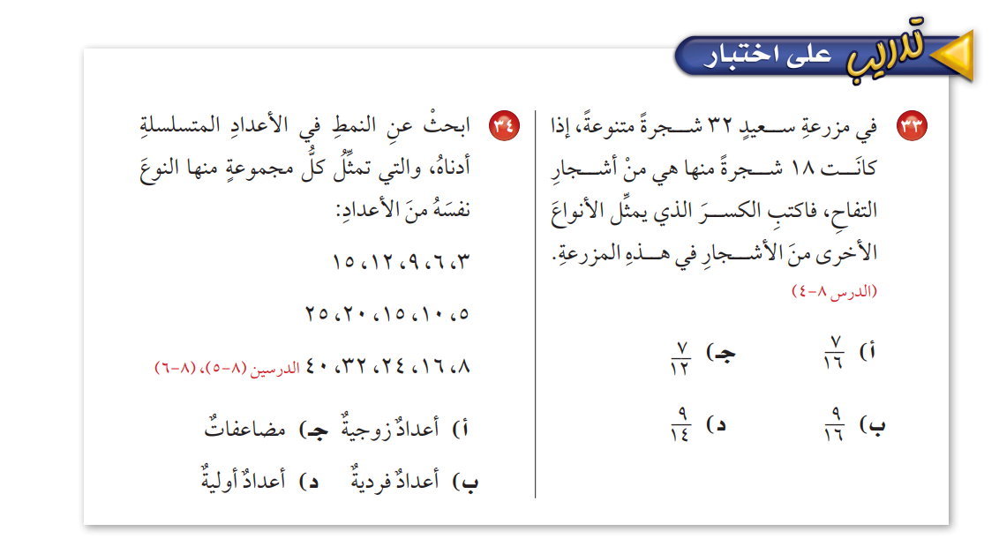 تدريب على اختبار
٣٣ في مزرعةِ سعيدٍ ٣٢ شجرةً متنوعةً، إذا
كانَت ١٨ شجرةً منها هي منْ أشجارِ
التفاحِ، فاكتبِ الكسرَ الذي يمثِّل الأنواعَ
الأخرى منَ الأشجارِ في هذهِ المزرعةِ.
(الدرس ٨-٤)
أ) ٧/١٦ جـ) ٧/١٢
ب) ٩/١٦ د) ٩/١٤
٣٤ ابحثْ عنِ النمطِ في الأعدادِ المتسلسلةِ
أدناهُ، والتي تمثِّلُ كلُّ مجموعةٍ منها النوعَ
نفسَهُ منَ الأعدادِ:
٣، ٦، ٩، ١٢، ١٥
٥، ١٠، ١٥، ٢٠، ٢٥
٨، ١٦، ٢٤، ٣٢، ٤٠ الدرسين (٨-٥)، (٨-٦)
أ) أعدادٌ زوجيةٌ جـ) مضاعفاتٌ
ب) أعدادٌ فرديةٌ د) أعدادٌ أوليةٌ